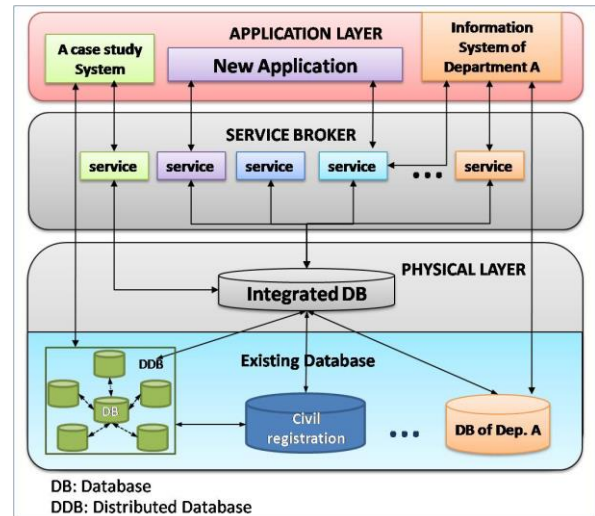 APPLICATION LAYER
A case study
System
New Application
Information
System of
Department A
SERVICE BROKER
service
service
service
service
...
service
PHYSICAL LAYER
Integrated DB
DDB
DB
Existing Database
Civil
registration
...
DB of Dep. A
DB: Database
DDB: Distributed Database